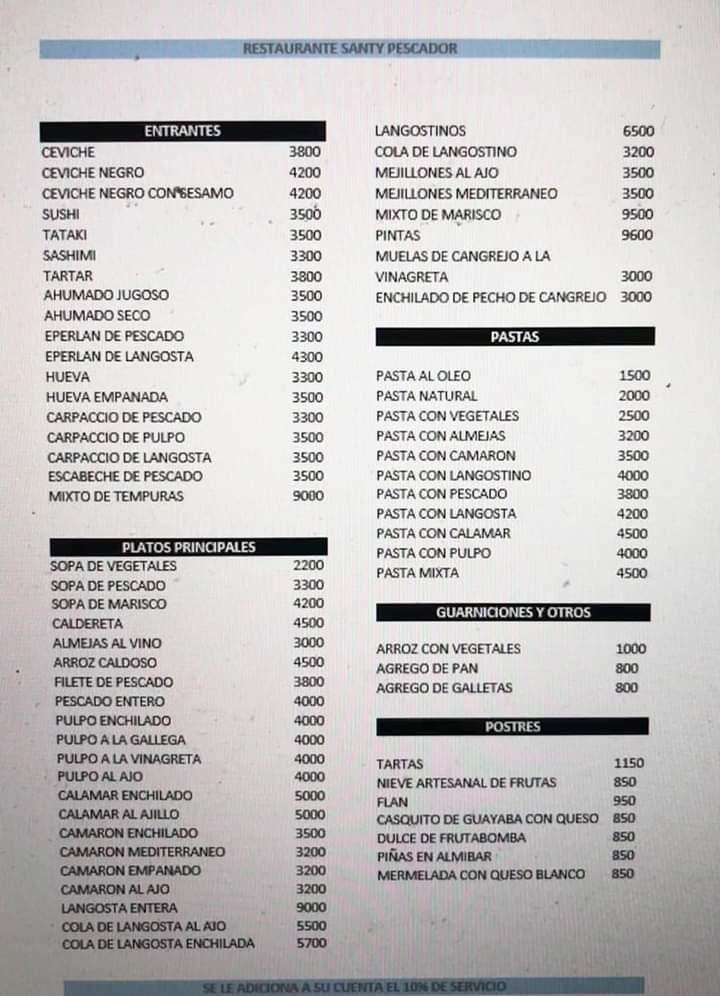 RESTAURANTE SANTY PESCADOR
ENTRANTES
CEVICHE 3800
CEVICHE NEGRO 4200
CEVICHE NEGRO CON SESAMO 4200
SUSHI 3500
TATAKI 3500
SASHIMI 3300
TARTAR 3800
AHUMADO JUGOSO 3500
AHUMADO SECO 3500
EPERLAN DE PESCADO 3300
EPERLAN DE LANGOSTA 4300
HUEVA 3300
HUEVA EMPANADA 3500
CARPACCIO DE PESCADO 3300
CARPACCIO DE PULPO 3500
CARPACCIO DE LANGOSTA 3500
ESCABECHE DE PESCADO 3500
MIXTO DE TEMPURAS 9000
PLATOS PRINCIPALES
SOPA DE VEGETALES 2200
SOPA DE PESCADO 3300
SOPA DE MARISCO 4200
CALDERETA 4500
ALMEJAS AL VINO 3000
ARROZ CALDOSO 4500
FILETE DE PESCADO 3800
PESCADO ENTERO 4000
PULPO ENCHILADO 4000
PULPO A LA GALLEGA 4000
PULPO A LA VINAGRETA 4000
PULPO AL AJO 4000
CALAMAR ENCHILADO 5000
CALAMAR AL AJILLO 5000
CAMARON ENCHILADO 3500
CAMARON MEDITERRANEO 3200
CAMARON EMPANADO 3200
CAMARON AL AJO 3200
LANGOSTA ENTERA 9000
COLA DE LANGOSTA AL AJO 5500
COLA DE LANGOSTA ENCHILADA 5700
LANGOSTINOS 6500
COLA DE LANGOSTINO 3200
MEJILLONES AL AJO 3500
MEJILLONES MEDITERRANEO 3500
MIXTO DE MARISCO 9500
PINTAS 9600
MUELAS DE CANGREJO A LA
VINAGRETA 3000
ENCHILADO DE PECHO DE CANGREJO 3000
PASTAS
PASTA AL OLEO 1500
PASTA NATURAL 2000
PASTA CON VEGETALES 2500
PASTA CON ALMEJAS 3200
PASTA CON CAMARON 3500
PASTA CON LANGOSTINO 4000
PASTA CON PESCADO 3800
PASTA CON LANGOSTA 4200
PASTA CON CALAMAR 4500
PASTA CON PULPO 4000
PASTA MIXTA 4500
GUARNICIONES Y OTROS
ARROZ CON VEGETALES 1000
AGREGO DE PAN 800
AGREGO DE GALLETAS 800
POSTRES
TARTAS 1150
NIEVE ARTESANAL DE FRUTAS 850
FLAN 950
CASQUITO DE GUAYABA CON QUESO 850
DULCE DE FRUTABOMBA 850
PIÑAS EN ALMIBAR 850
MERMELADA CON QUESO BLANCO 850
SE LE ADICIONA A SU CUENTA EL 10% DE SERVICIO